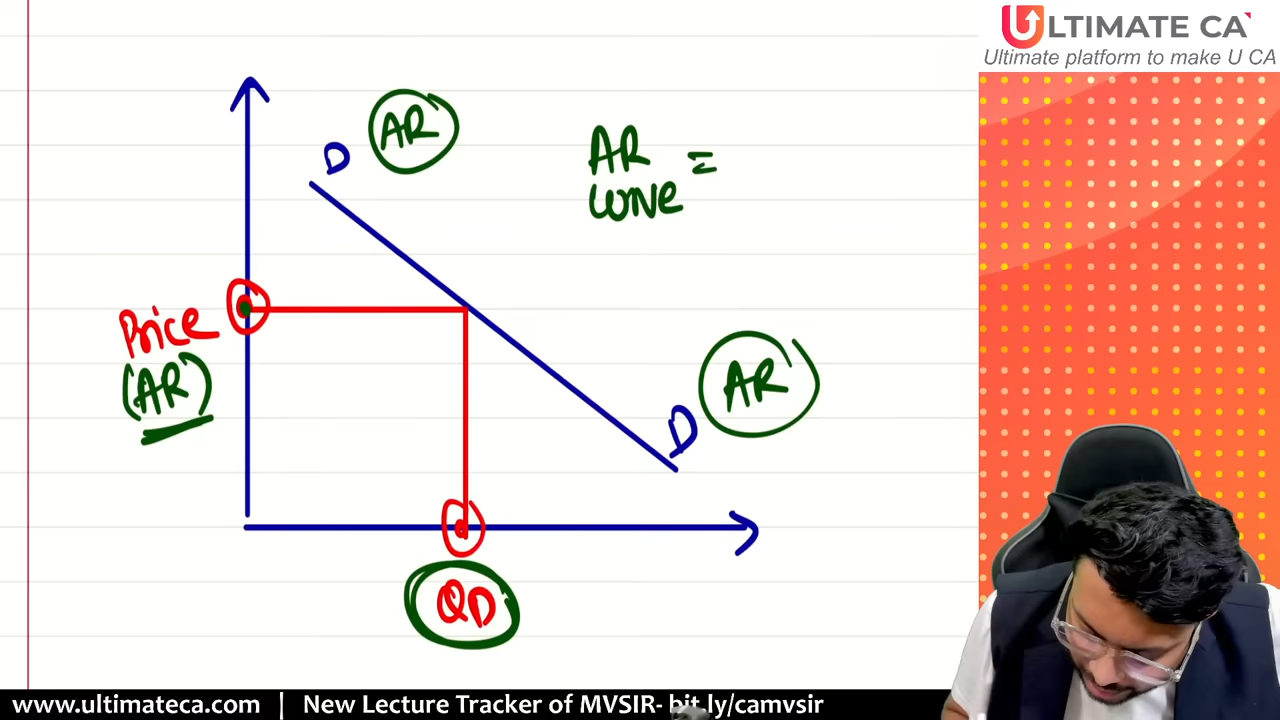 ULTIMATE CA
Ultimate platform to make U CA
D
AR
AR =
curve
Price
(AR)
AR
D
QD
www.ultimateca.com | New Lecture Tracker of MVSIR- bit.ly/camvsir